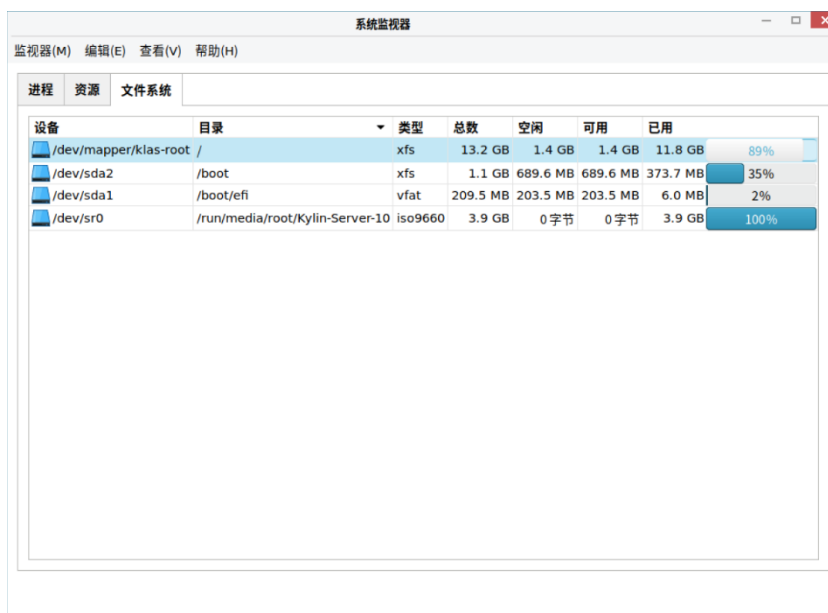 系统监视器
监视器(M) 编辑(E) 查看(V) 帮助(H)
进程 资源 文件系统
设备 目录 类型 总数 空闲 可用 已用
/dev/mapper/klas-root / xfs 13.2 GB 1.4 GB 1.4 GB 11.8 GB 89%
/dev/sda2 /boot xfs 1.1 GB 689.6 MB 689.6 MB 373.7 MB 35%
/dev/sda1 /boot/efi vfat 209.5 MB 203.5 MB 203.5 MB 6.0 MB 2%
/dev/sr0 /run/media/root/Kylin-Server-10 iso9660 3.9 GB 0字节 0字节 3.9 GB 100%